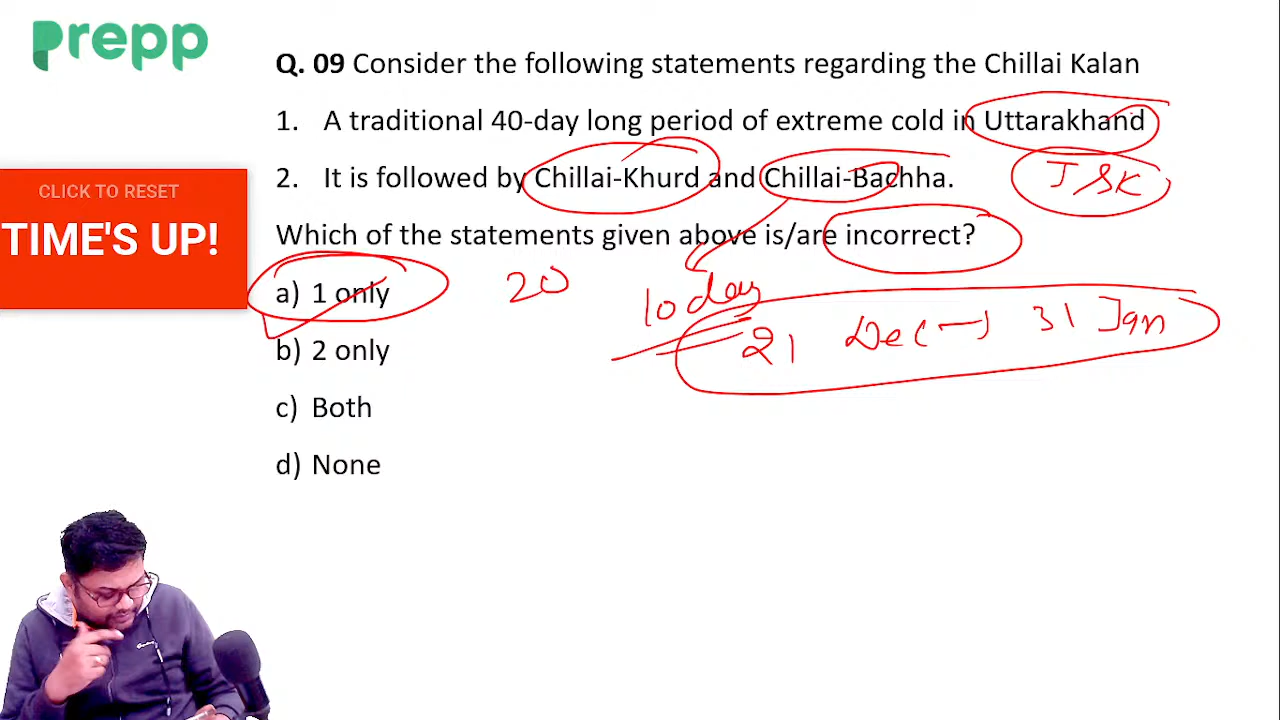 Prepp
Q. 09 Consider the following statements regarding the Chillai Kalan
1. A traditional 40-day long period of extreme cold in Uttarakhand
CLICK TO RESET
2. It is followed by Chillai-Khurd and Chillai-Bachha.
J&K
TIME'S UP!
Which of the statements given above is/are incorrect?
a) 1 only
20
10 day
21 Dec (—) 31 Jan
b) 2 only
c) Both
d) None